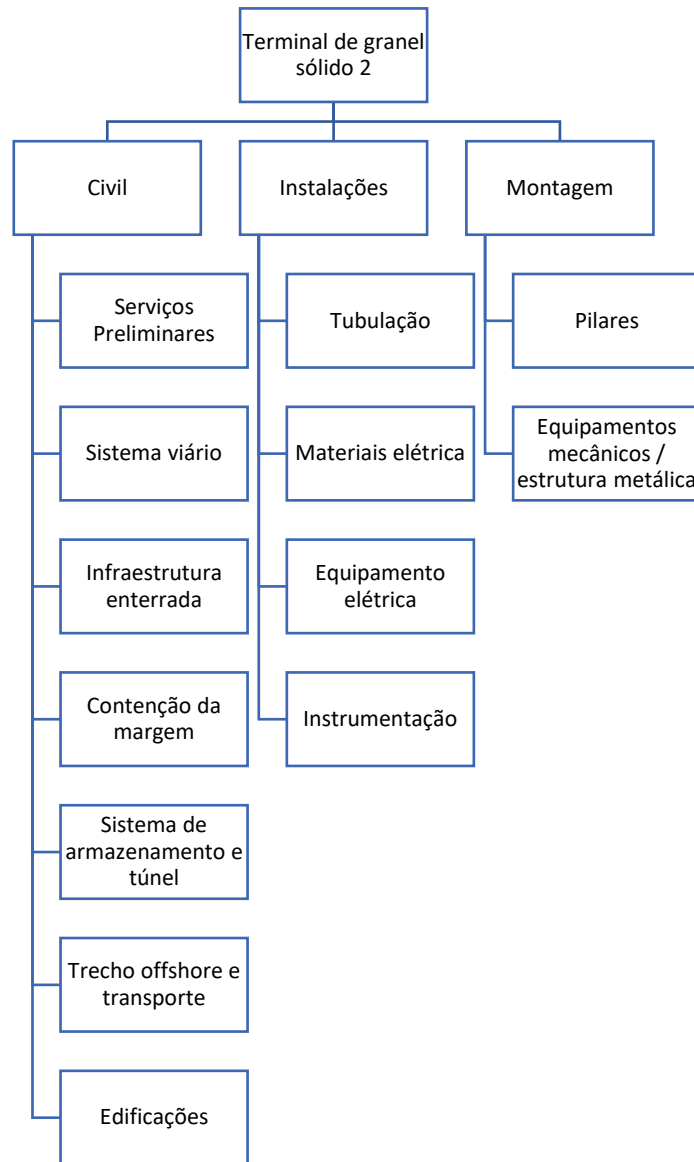 Terminal de granel
sólido 2
Civil
Instalações
Montagem
Serviços
Preliminares
Tubulação
Pilares
Sistema viário
Materiais elétrica
Equipamentos
mecânicos /
estrutura metálica
Infraestrutura
enterrada
Equipamento
elétrica
Contenção da
margem
Instrumentação
Sistema de
armazenamento e
túnel
Trecho offshore e
transporte
Edificações